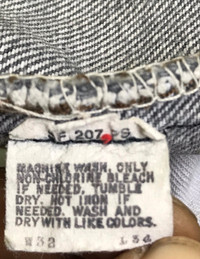 207
MACHINE WASH. ONLY
NON-CHLORINE BLEACH
IF NEEDED. TUMBLE
DRY. HOT IRON IF
NEEDED. WASH AND
DRY WITH LIKE COLORS.
W33 L34